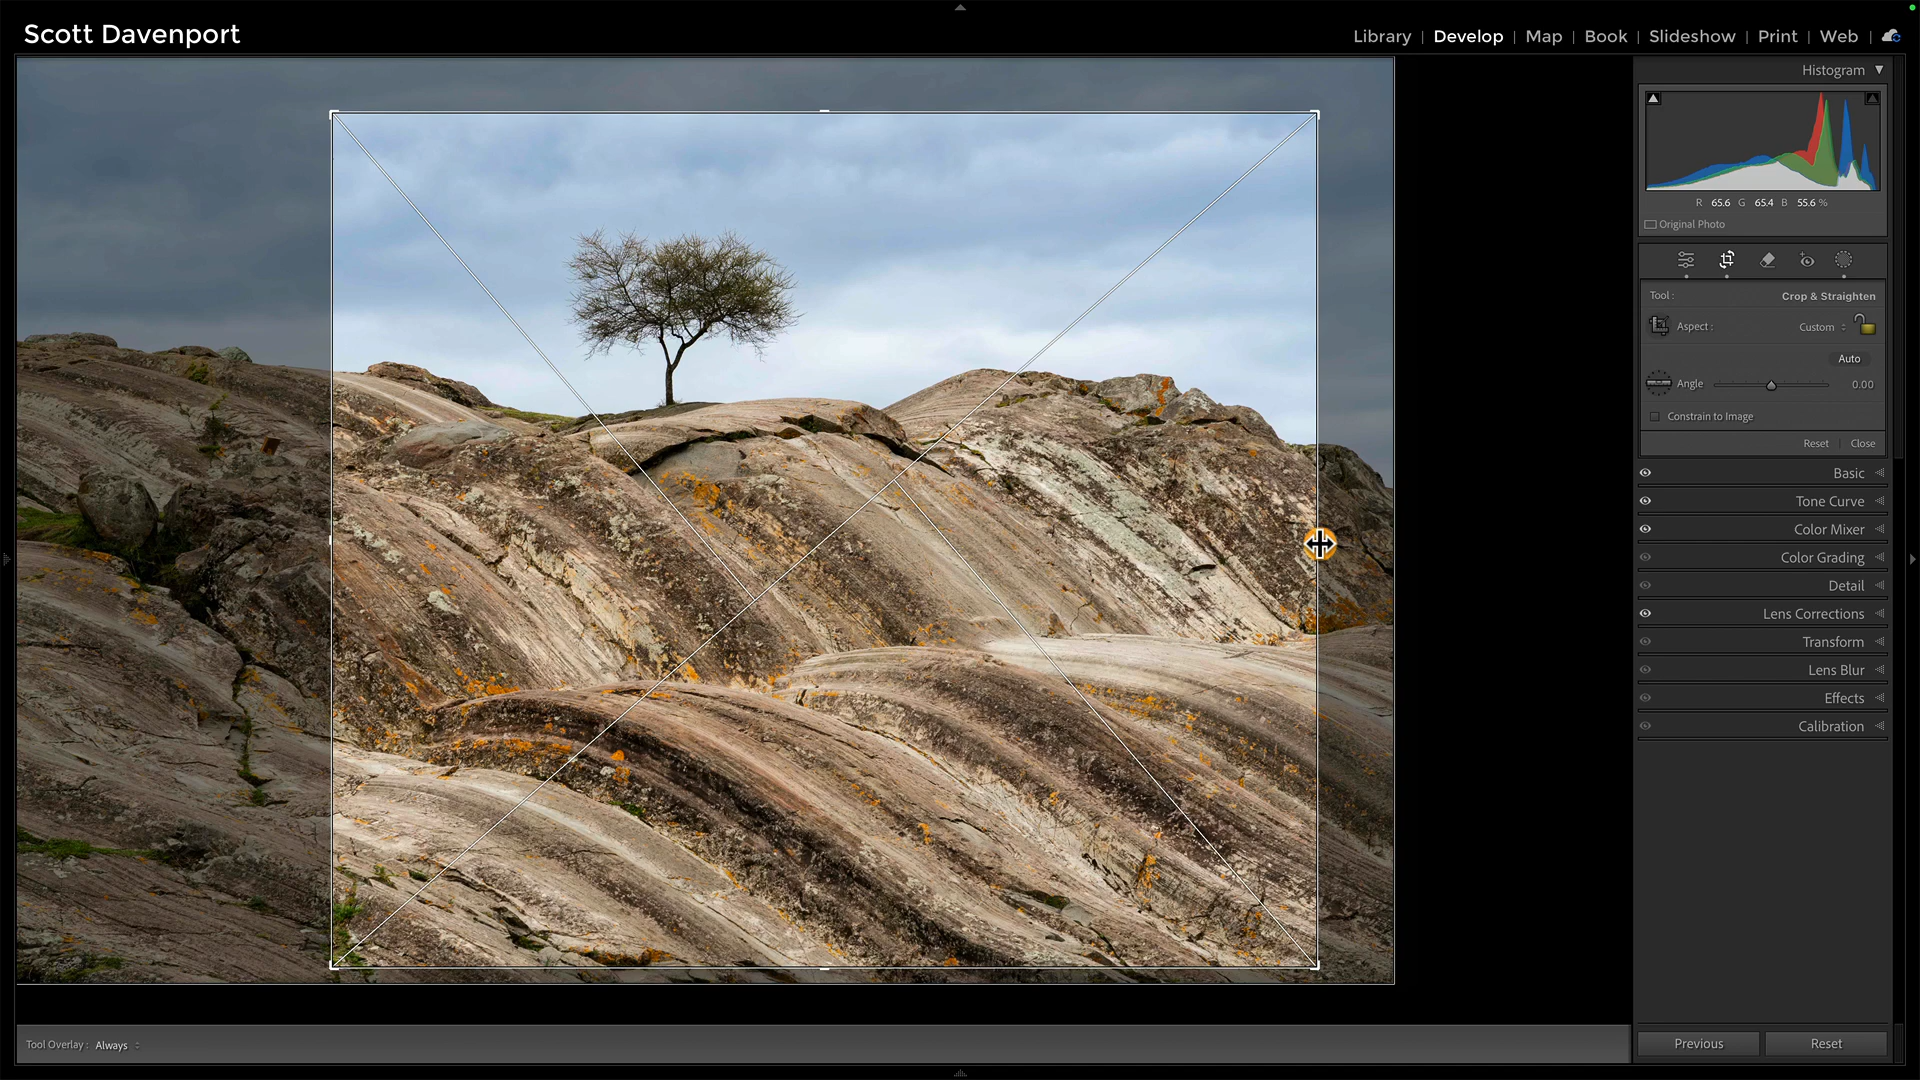 Scott Davenport
Library | Develop | Map | Book | Slideshow | Print | Web |
Histogram
R 65.6 G 65.4 B 55.6 %
Original Photo
Tool : Crop & Straighten
Aspect : Custom
Auto
Angle 0.00
Constrain to Image
Reset Close
Basic
Tone Curve
Color Mixer
Color Grading
Detail
Lens Corrections
Transform
Lens Blur
Effects
Calibration
Tool Overlay : Always
Previous Reset